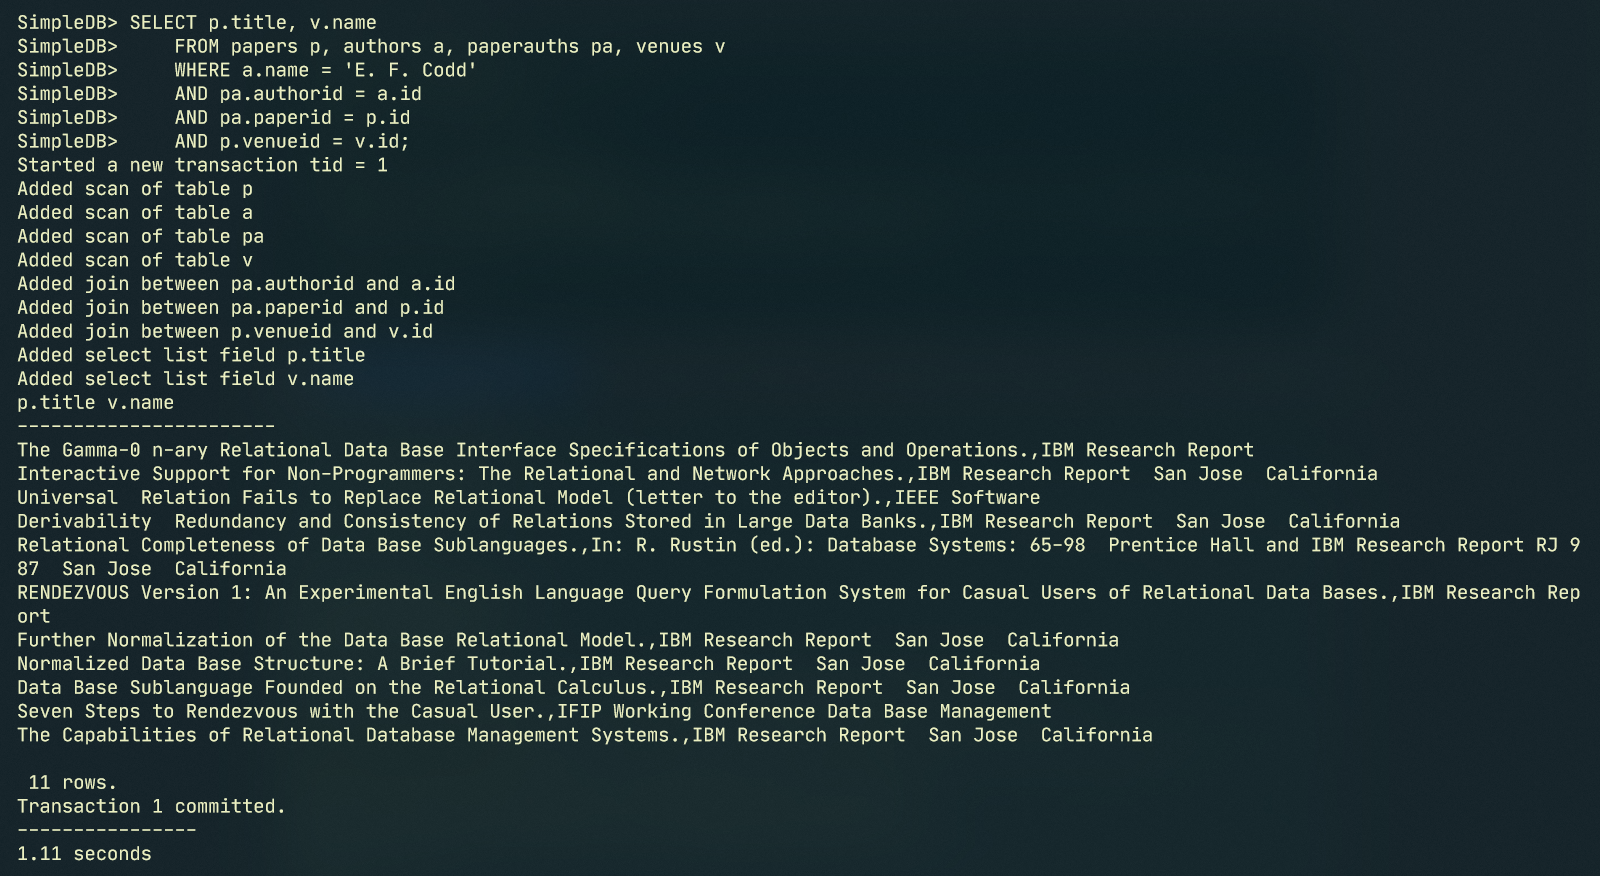 SimpleDB> SELECT p.title, v.name
SimpleDB>     FROM papers p, authors a, paperauths pa, venues v
SimpleDB>     WHERE a.name = 'E. F. Codd'
SimpleDB>     AND pa.authorid = a.id
SimpleDB>     AND pa.paperid = p.id
SimpleDB>     AND p.venueid = v.id;
Started a new transaction tid = 1
Added scan of table p
Added scan of table a
Added scan of table pa
Added scan of table v
Added join between pa.authorid and a.id
Added join between pa.paperid and p.id
Added join between p.venueid and v.id
Added select list field p.title
Added select list field v.name
p.title v.name
-----------------------
The Gamma-0 n-ary Relational Data Base Interface Specifications of Objects and Operations.,IBM Research Report
Interactive Support for Non-Programmers: The Relational and Network Approaches.,IBM Research Report  San Jose  California
Universal  Relation Fails to Replace Relational Model (letter to the editor).,IEEE Software
Derivability  Redundancy and Consistency of Relations Stored in Large Data Banks.,IBM Research Report  San Jose  California
Relational Completeness of Data Base Sublanguages.,In: R. Rustin (ed.): Database Systems: 65-98  Prentice Hall and IBM Research Report RJ 9
87  San Jose  California
RENDEZVOUS Version 1: An Experimental English Language Query Formulation System for Casual Users of Relational Data Bases.,IBM Research Rep
ort
Further Normalization of the Data Base Relational Model.,IBM Research Report  San Jose  California
Normalized Data Base Structure: A Brief Tutorial.,IBM Research Report  San Jose  California
Data Base Sublanguage Founded on the Relational Calculus.,IBM Research Report  San Jose  California
Seven Steps to Rendezvous with the Casual User.,IFIP Working Conference Data Base Management
The Capabilities of Relational Database Management Systems.,IBM Research Report  San Jose  California

 11 rows.
Transaction 1 committed.
----------------
1.11 seconds